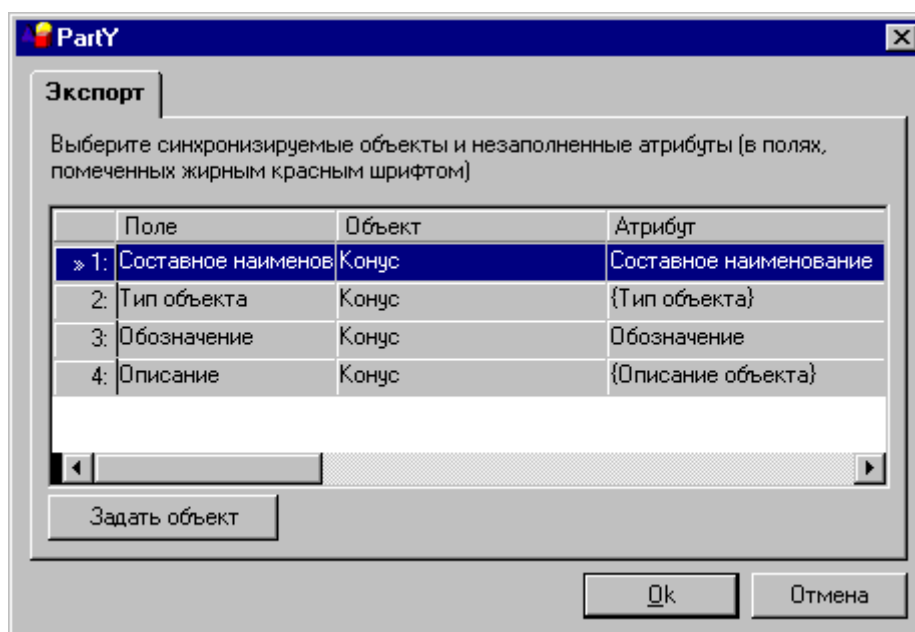 PartY
Экспорт
Выберите синхронизируемые объекты и незаполненные атрибуты (в полях,
помеченных жирным красным шрифтом)
Поле Объект Атрибут
» 1: Составное наименов Конус Составное наименование
2: Тип объекта Конус {Тип объекта}
3: Обозначение Конус Обозначение
4: Описание Конус {Описание объекта}
Задать объект
Ok Отмена